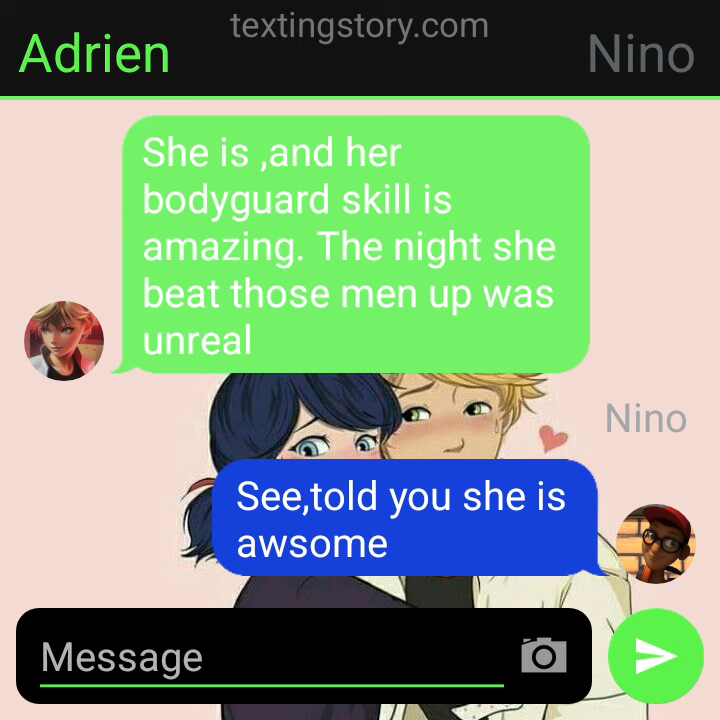 textingstory.com
Adrien
Nino
She is ,and her
bodyguard skill is
amazing. The night she
beat those men up was
unreal
Nino
See,told you she is
awsome
Message